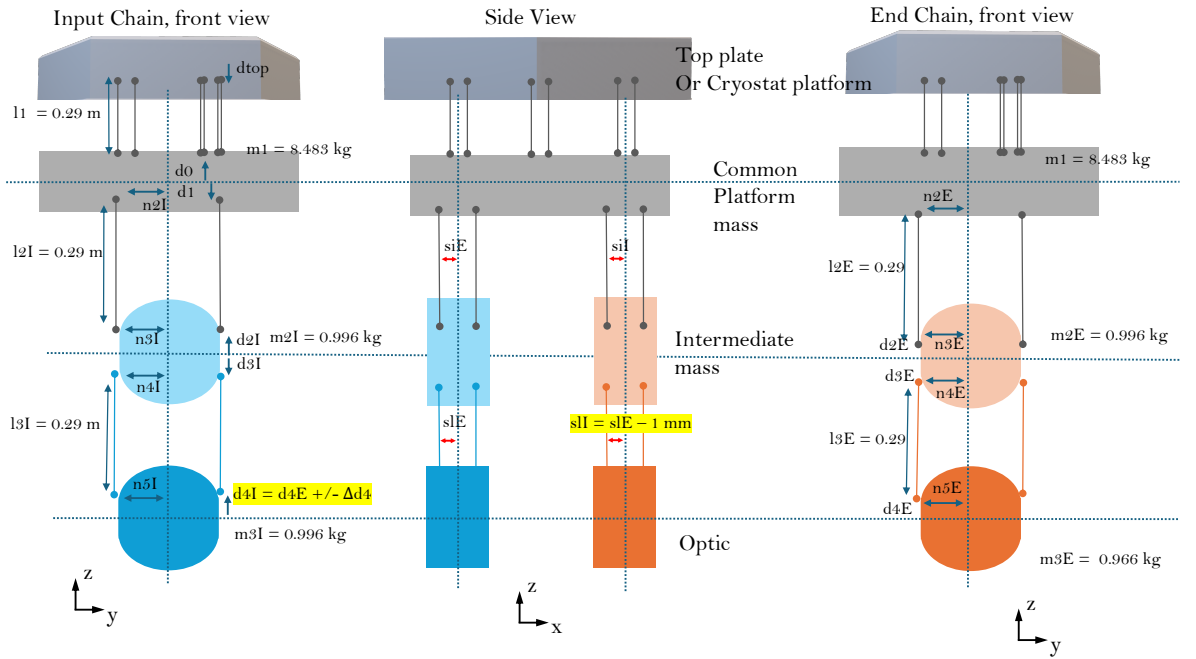 Input Chain, front view
Side View
End Chain, front view
dtop
Top plate
Or Cryostat platform
l1 = 0.29 m
m1 = 8.483 kg
m1 = 8.483 kg
d0
d1
n2I
Common
Platform
mass
n2E
l2I = 0.29 m
siE
siI
l2E = 0.29
n3I
d2I
m2I = 0.996 kg
d3I
n4I
Intermediate
mass
d2E
n3E
m2E = 0.996 kg
d3E
n4E
l3I = 0.29 m
slE
slI = slE – 1 mm
l3E = 0.29
n5I
d4I = d4E +/- Δd4
m3I = 0.996 kg
n5E
d4E
Optic
m3E = 0.966 kg
z
y
z
x
z
y